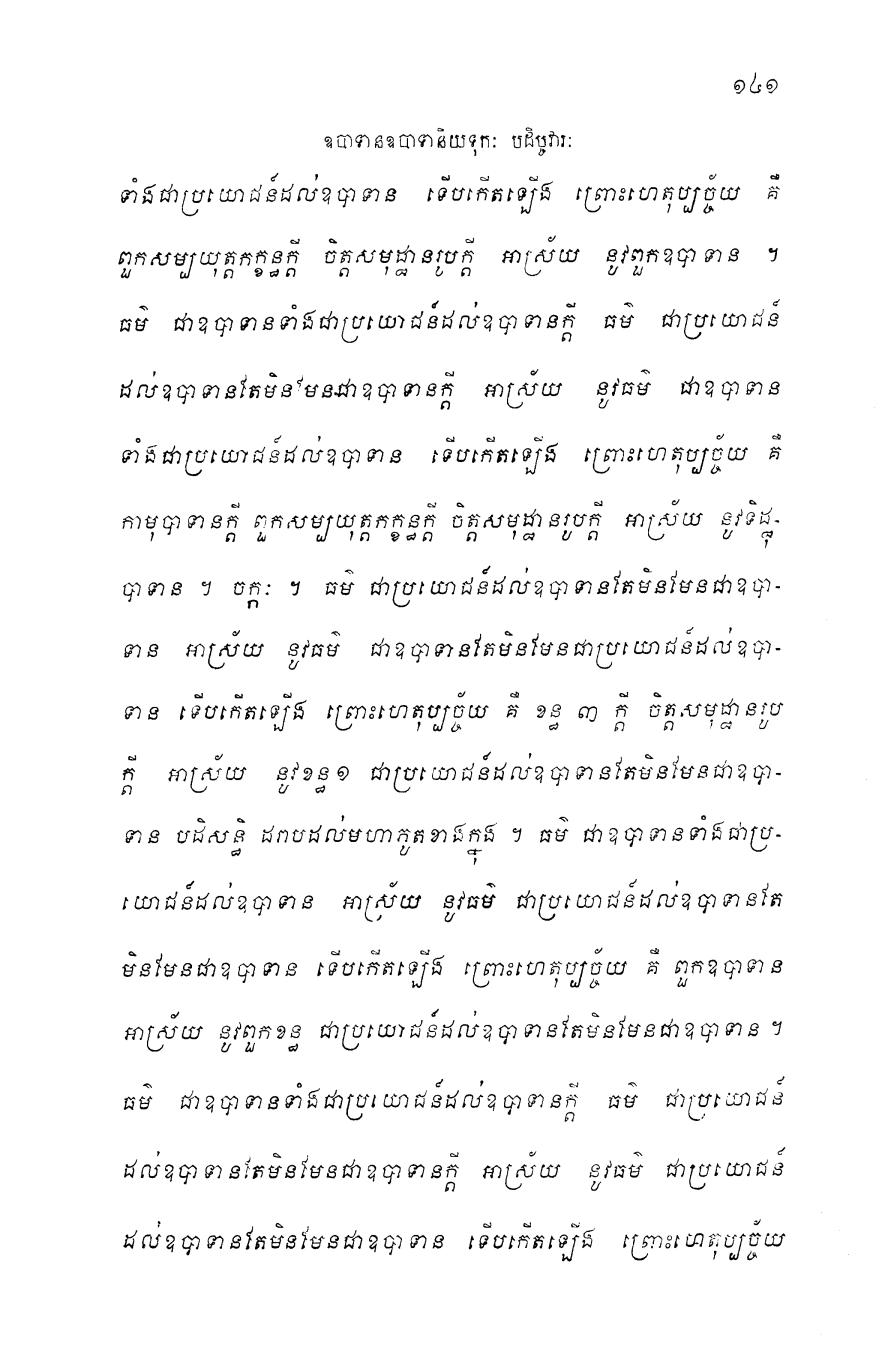 ១៤១
ឧបាទានឧបាទានិយទុកៈ បដិច្ចវារៈ
ទាំងជាប្រយោជន៍ដល់ឧបាទាន ទើបកើតឡើង ព្រោះហេតុប្បច្ច័យ គឺ
ពួកសម្បយុត្តកក្ខន្ធក្តី ចិត្តសមុដ្ឋានរូបក្តី អាស្រ័យ នូវពួកឧបាទាន ។
ធម៌ ជាឧបាទានទាំងជាប្រយោជន៍ដល់ឧបាទានក្តី ធម៌ ជាប្រយោជន៍
ដល់ឧបាទានតែមិនមែនជាឧបាទានក្តី អាស្រ័យ នូវធម៌ ជាឧបាទាន
ទាំងជាប្រយោជន៍ដល់ឧបាទាន ទើបកើតឡើង ព្រោះហេតុប្បច្ច័យ គឺ
កាមុបាទានក្តី ពួកសម្បយុត្តកក្ខន្ធក្តី ចិត្តសមុដ្ឋានរូបក្តី អាស្រ័យ នូវទិដ្ឋុ-
បាទាន ។ ចក្កៈ ។ ធម៌ ជាប្រយោជន៍ដល់ឧបាទានតែមិនមែនជាឧបា-
ទាន អាស្រ័យ នូវធម៌ ជាឧបាទានតែមិនមែនជាប្រយោជន៍ដល់ឧបា-
ទាន ទើបកើតឡើង ព្រោះហេតុប្បច្ច័យ គឺ ខន្ធ ៣ ក្តី ចិត្តសមុដ្ឋានរូប
ក្តី អាស្រ័យ នូវខន្ធ១ ជាប្រយោជន៍ដល់ឧបាទានតែមិនមែនជាឧបា-
ទាន បដិសន្ធិ ដរាបដល់មហាភូតខាងក្នុង ។ ធម៌ ជាឧបាទានទាំងជាប្រ-
យោជន៍ដល់ឧបាទាន អាស្រ័យ នូវធម៌ ជាប្រយោជន៍ដល់ឧបាទានតែ
មិនមែនជាឧបាទាន ទើបកើតឡើង ព្រោះហេតុប្បច្ច័យ គឺ ពួកឧបាទាន
អាស្រ័យ នូវពួកខន្ធ ជាប្រយោជន៍ដល់ឧបាទានតែមិនមែនជាឧបាទាន ។
ធម៌ ជាឧបាទានទាំងជាប្រយោជន៍ដល់ឧបាទានក្តី ធម៌ ជាប្រយោជន៍
ដល់ឧបាទានតែមិនមែនជាឧបាទានក្តី អាស្រ័យ នូវធម៌ ជាប្រយោជន៍
ដល់ឧបាទានតែមិនមែនជាឧបាទាន ទើបកើតឡើង ព្រោះហេតុប្បច្ច័យ